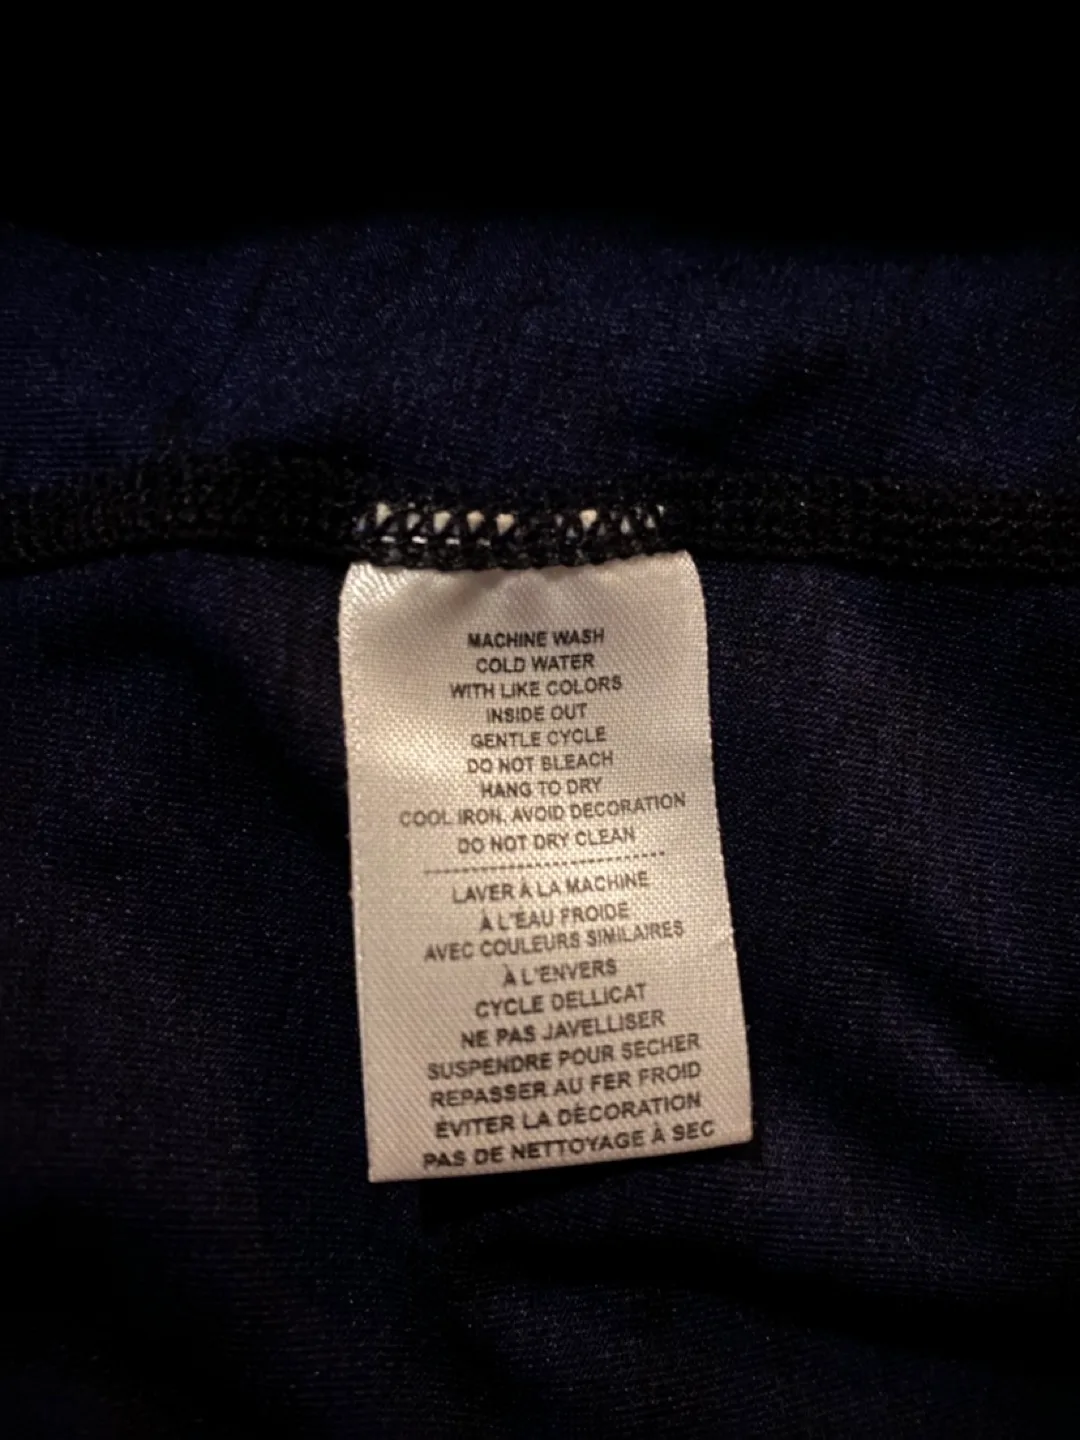 MACHINE WASH
COLD WATER
WITH LIKE COLORS
INSIDE OUT
GENTLE CYCLE
DO NOT BLEACH
HANG TO DRY
COOL IRON, AVOID DECORATION
DO NOT DRY CLEAN
LAVER À LA MACHINE
À L'EAU FROIDE
AVEC COULEURS SIMILAIRES
À L'ENVERS
CYCLE DELLICAT
NE PAS JAVELLISER
SUSPENDRE POUR SECHER
REPASSER AU FER FROID
ÉVITER LA DÈCORATION
PAS DE NETTOYAGE À SEC